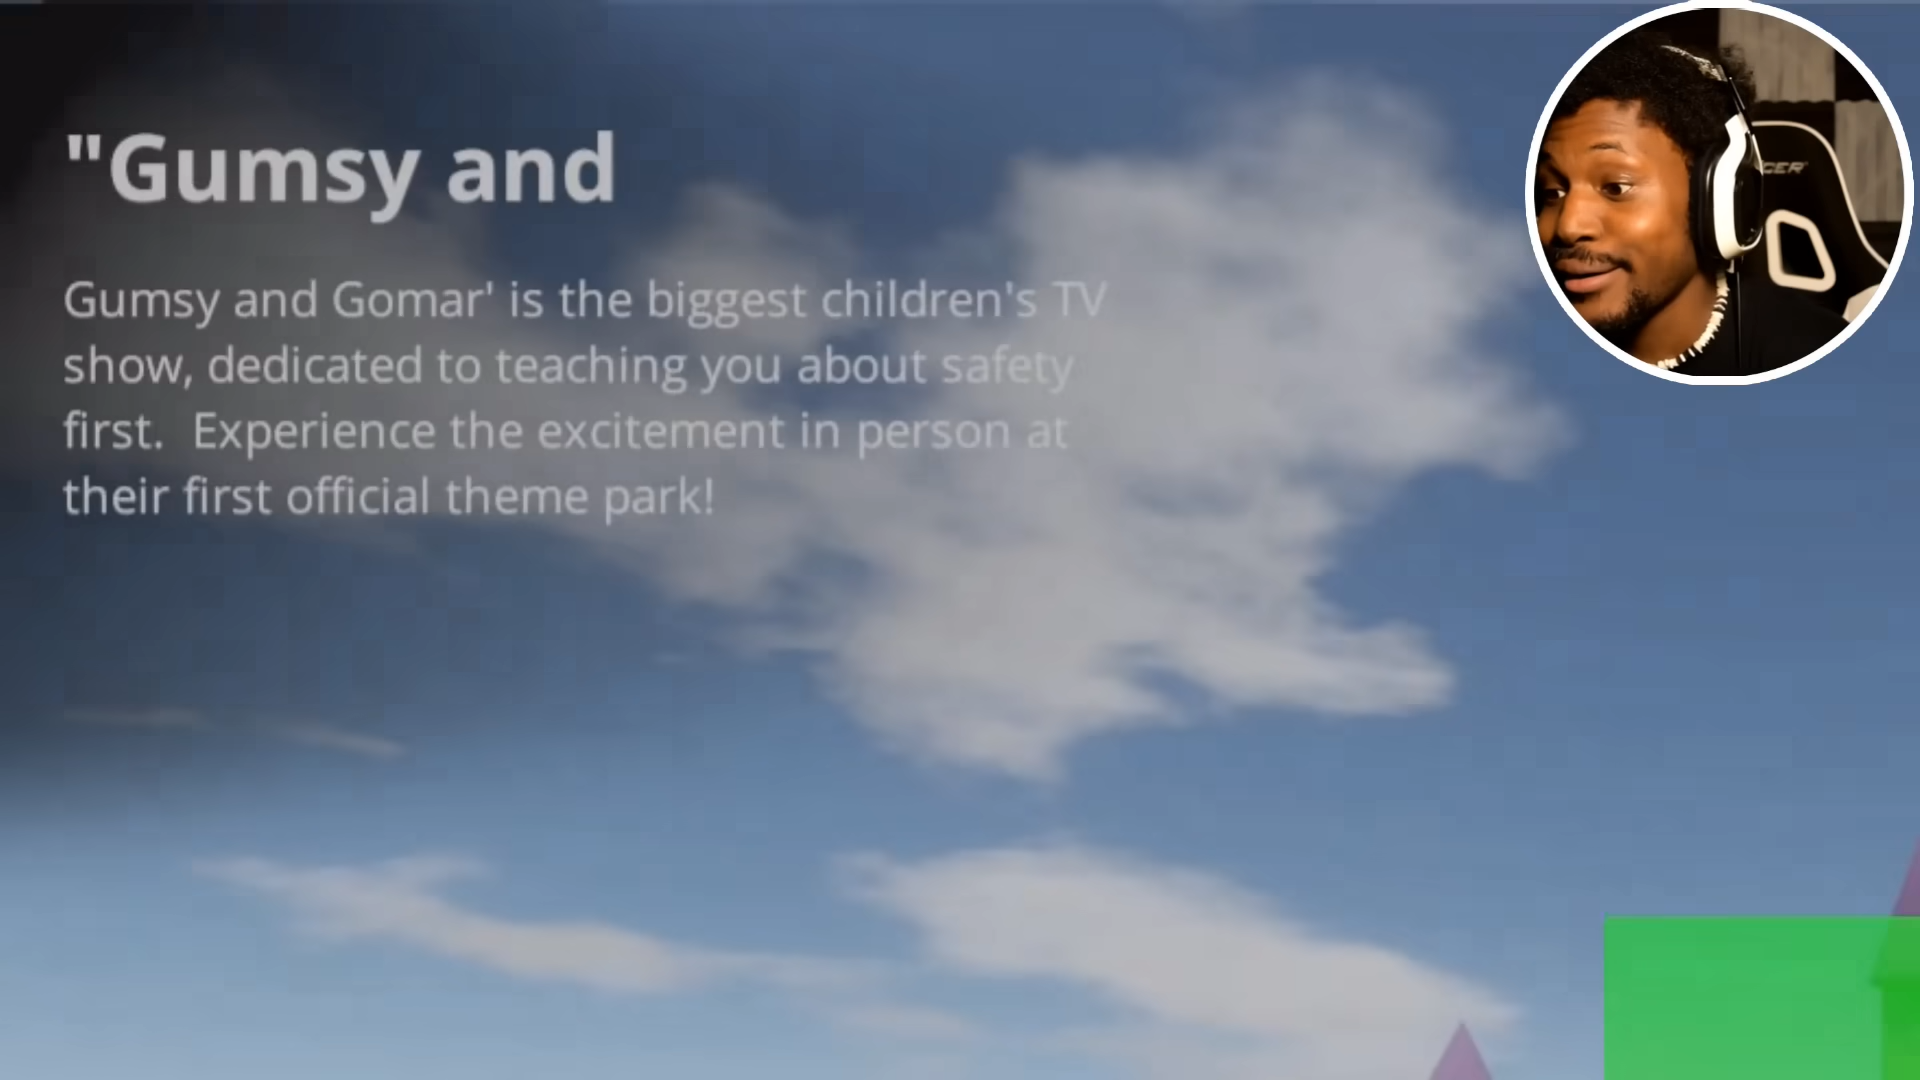 "Gumsy and
Gumsy and Gomar' is the biggest children's TV
show, dedicated to teaching you about safety
first.  Experience the excitement in person at
their first official theme park!